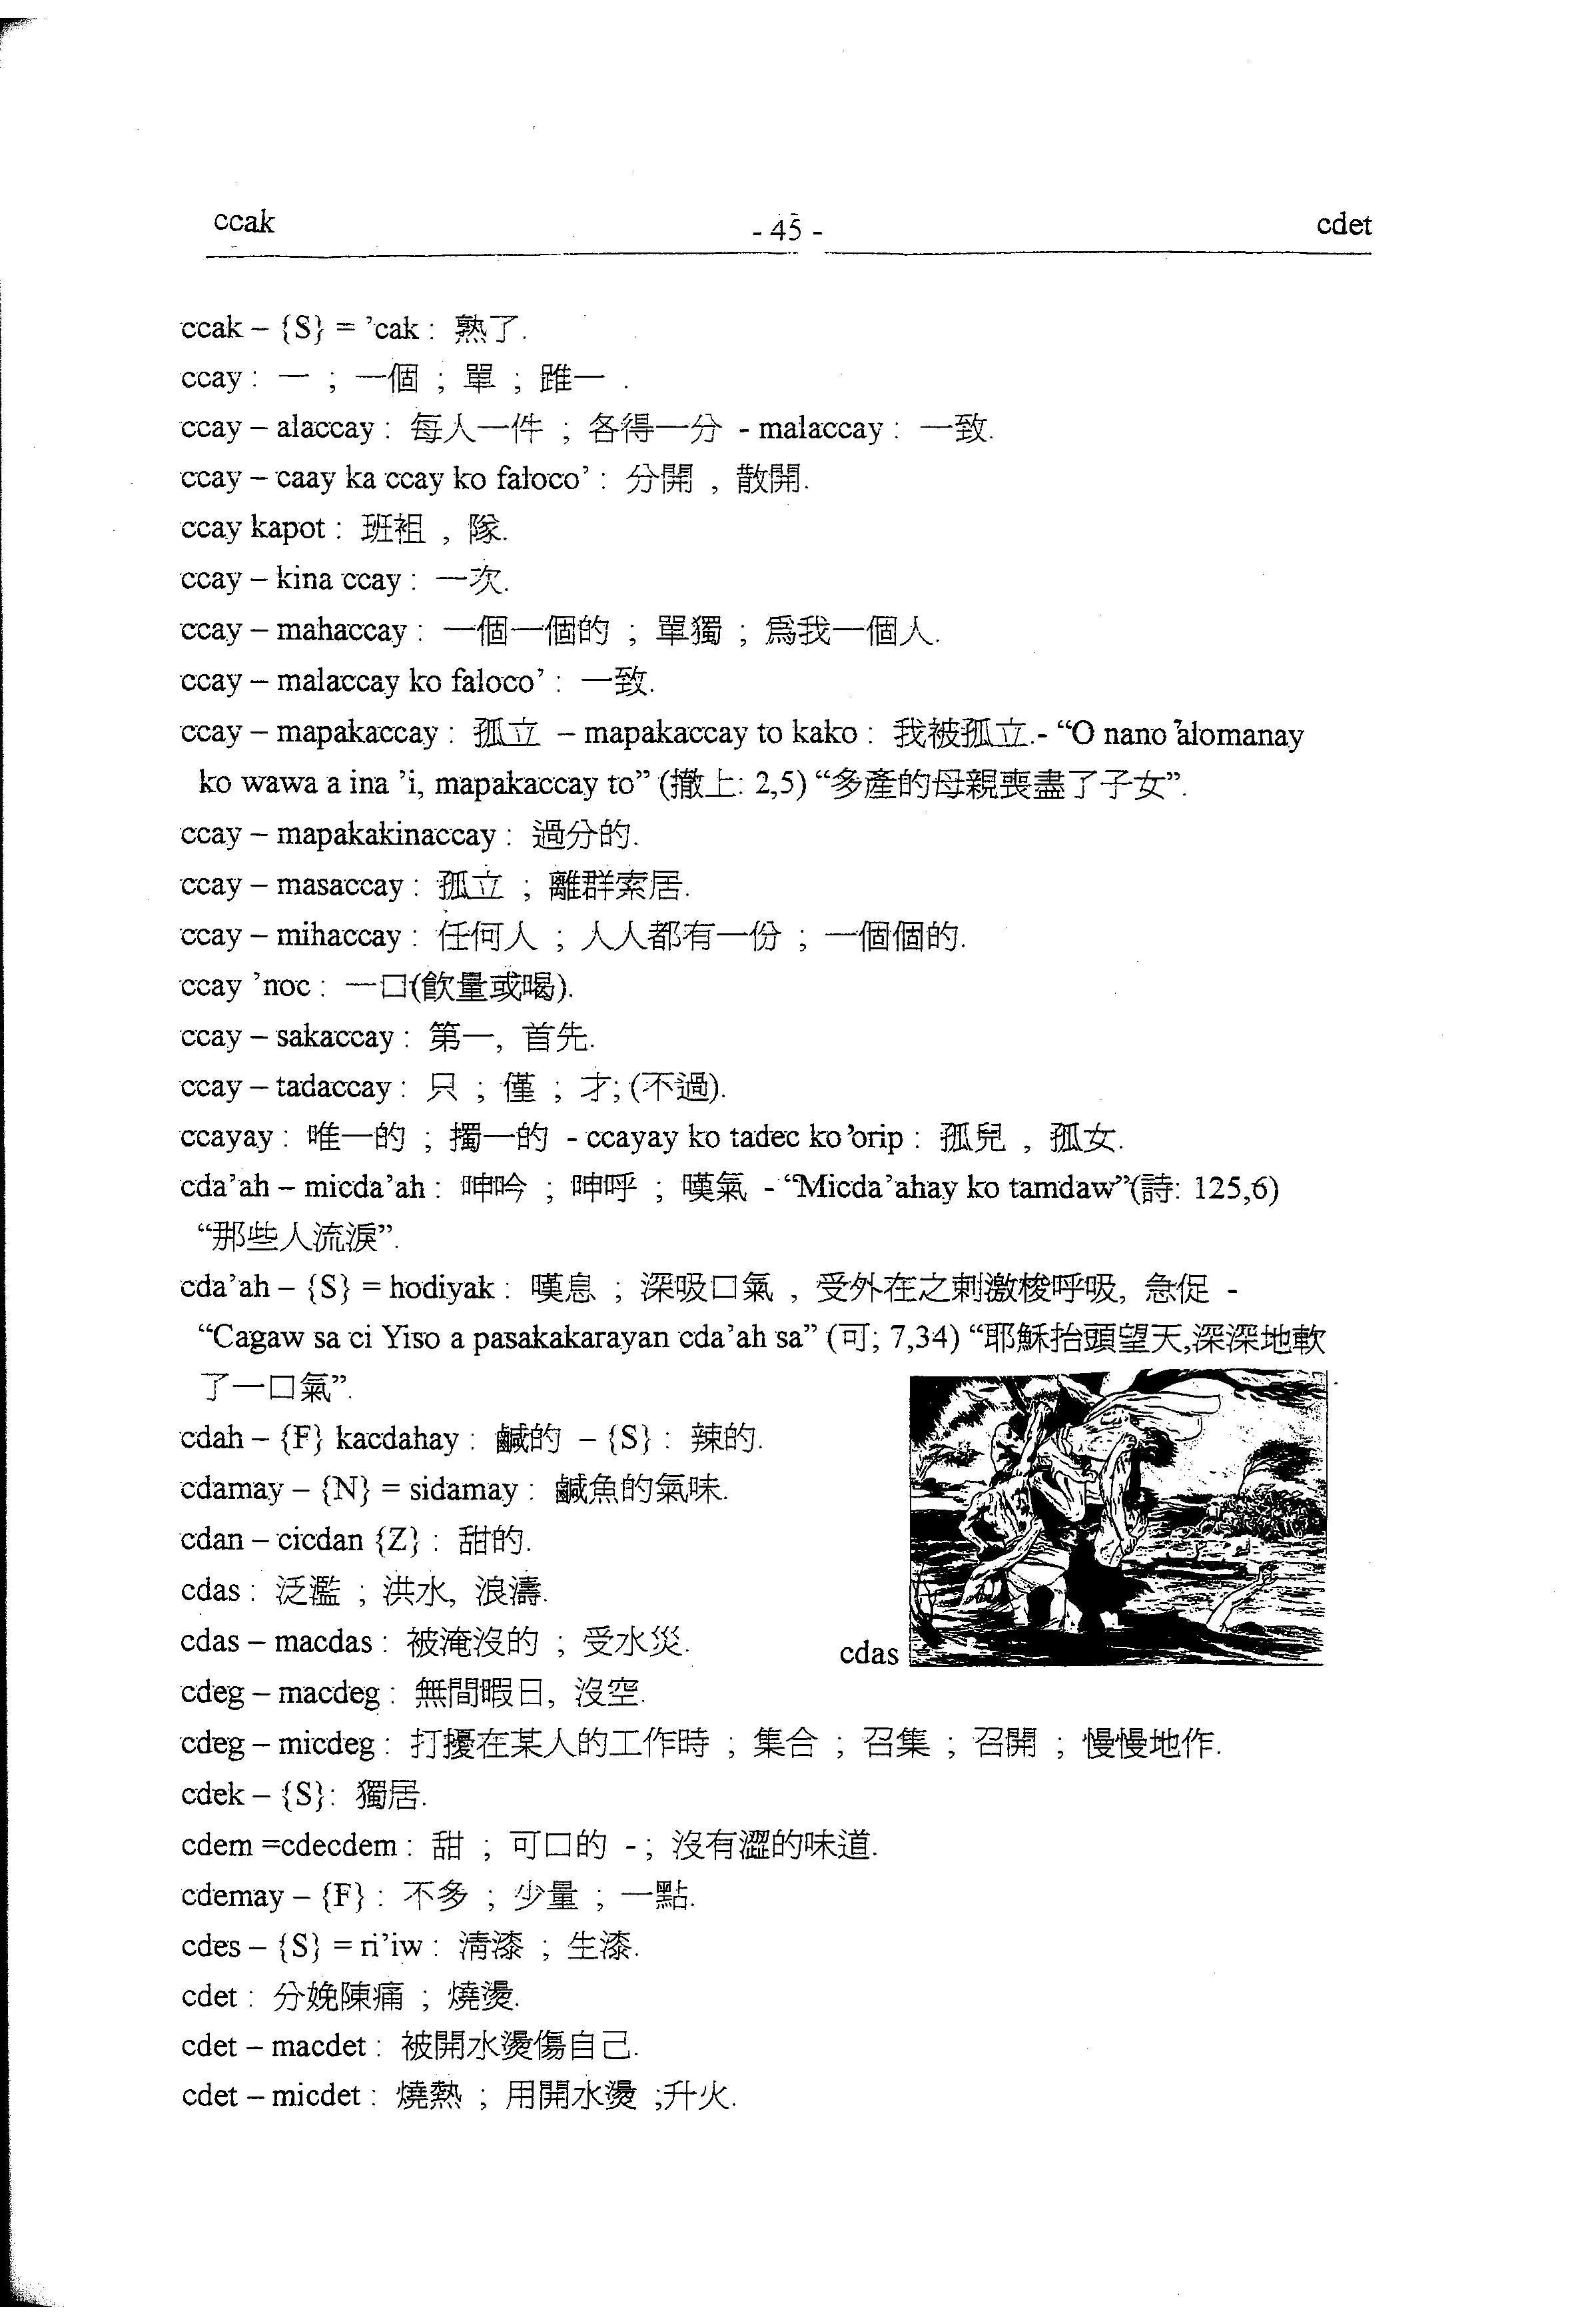 ccak - 45 - cdet
ccak – {S} = ’cak : 熟了.
ccay : 一 ; 一個 ; 單 ; 雖一 .
ccay – alaccay : 每人一件 ; 各得一分 - malaccay : 一致.
ccay – caay ka ccay ko faloco’ : 分開 , 散開.
ccay kapot : 班袓 , 隊.
ccay – kina ccay : 一次.
ccay – mahaccay : 一個一個的 ; 單獨 ; 爲我一個人.
ccay – malaccay ko faloco’ : 一致.
ccay – mapakaccay : 孤立 – mapakaccay to kako : 我被孤立.- “O nano ’alomanay
ko wawa a ina ’i, mapakaccay to” (撒上: 2,5) “多產的母親喪盡了子女”.
ccay – mapakakinaccay : 過分的.
ccay – masaccay : 孤立 ; 離群索居.
ccay – mihaccay : 任何人 ; 人人都有一份 ; 一個個的.
ccay ’noc : 一口(飲量或喝).
ccay – sakaccay : 第一, 首先.
ccay – tadaccay : 只 ; 僅 ; 才; (不過).
ccayay : 唯一的 ; 獨一的 - ccayay ko tadec ko ’orip : 孤兒 , 孤女.
cda’ah – micda’ah : 呻吟 ; 呻呼 ; 嘆氣 - “Micda’ahay ko tamdaw”(詩: 125,6)
“那些人流淚”.
cda’ah – {S} = hodiyak : 嘆息 ; 深吸口氣 , 受外在之刺激梭呼吸, 急促 -
“Cagaw sa ci Yiso a pasakakarayan cda’ah sa” (可; 7,34) “耶穌抬頭望天,深深地軟
了一口氣”.
cdah – {F} kacdahay : 鹹的 – {S} : 辣的.
cdamay – {N} = sidamay : 鹹魚的氣味.
cdan – cicdan {Z} : 甜的.
cdas : 泛濫 ; 洪水, 浪濤.
cdas – macdas : 被淹沒的 ; 受水災.
cdas
cdeg – macdeg : 無間暇日, 沒空.
cdeg – micdeg : 打擾在某人的工作時 ; 集合 ; 召集 ; 召開 ; 慢慢地作.
cdek – {S}: 獨居.
cdem =cdecdem : 甜 ; 可口的 - ; 沒有澀的味道.
cdemay – {F} : 不多 ; 少量 ; 一點.
cdes – {S} = ri’iw : 清漆 ; 生漆.
cdet : 分娩陳痛 ; 燒燙.
cdet – macdet : 被開水燙傷自己.
cdet – micdet : 燒熱 ; 用開水燙 ;升火.